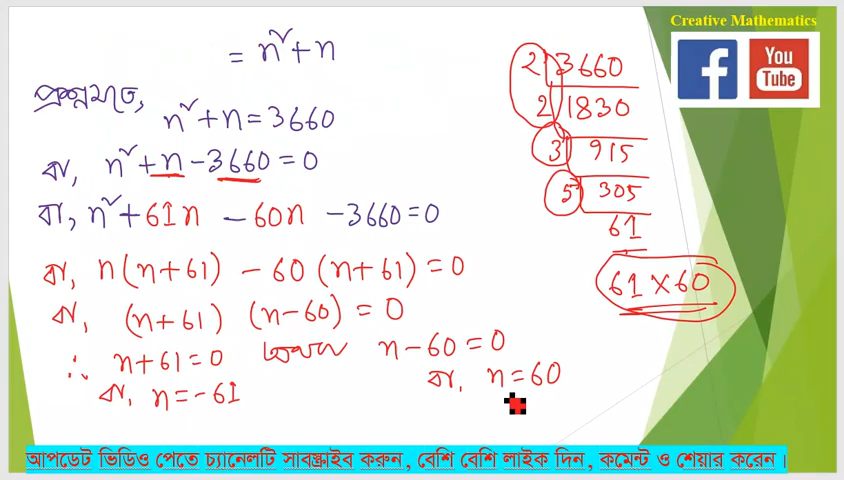 = n² + n
প্রশ্নমতে,
n² + n = 3660
বা, n² + n - 3660 = 0
বা, n² + 61n - 60n - 3660 = 0
বা, n(n+61) - 60(n+61) = 0
বা, (n+61) (n-60) = 0
∴ n+61 = 0 অথবা n-60 = 0
বা, n = -61 বা, n = 60
2 3660
2 1830
3 915
5 305
61
61 × 60
Creative Mathematics
f
You
Tube
আপডেট ভিডিও পেতে চ্যানেলটি সাবস্ক্রাইব করুন, বেশি বেশি লাইক দিন, কমেন্ট ও শেয়ার করেন।